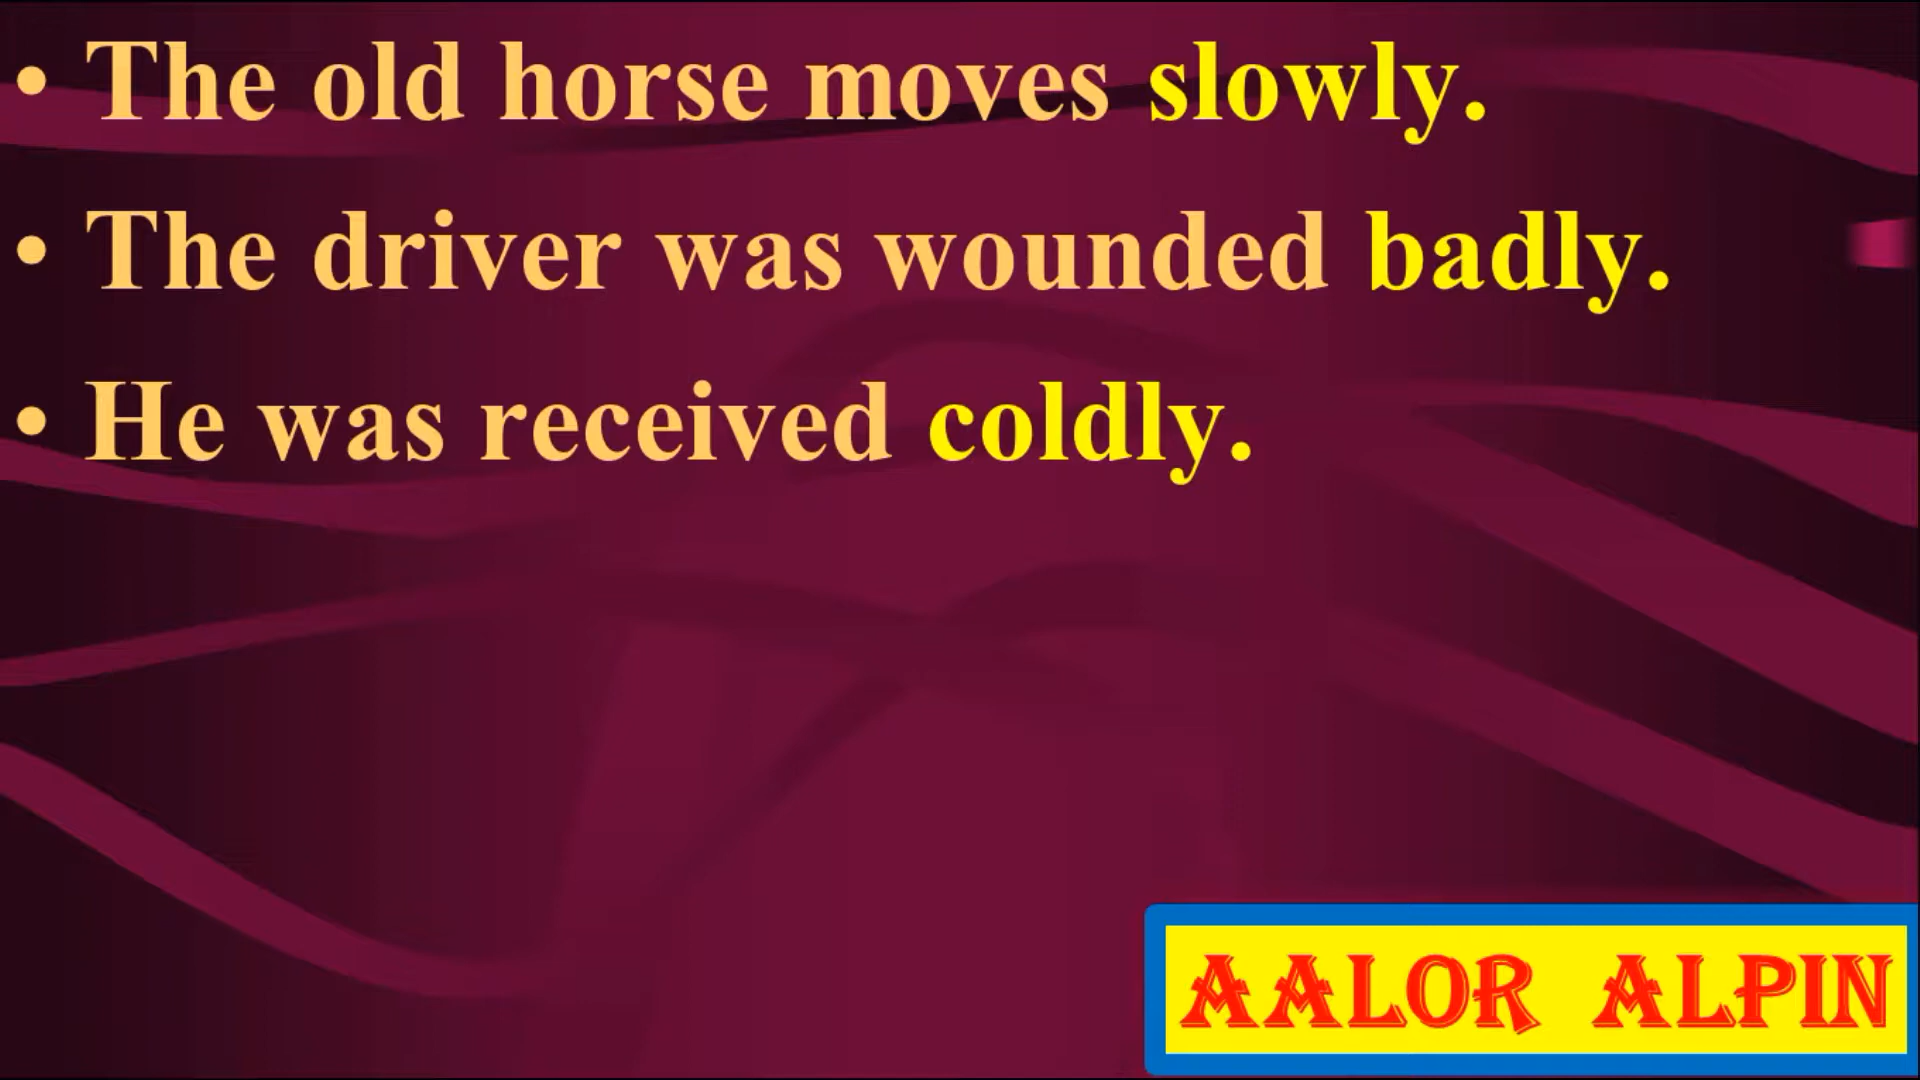 • The old horse moves slowly.
• The driver was wounded badly.
• He was received coldly.
AALOR ALPIN